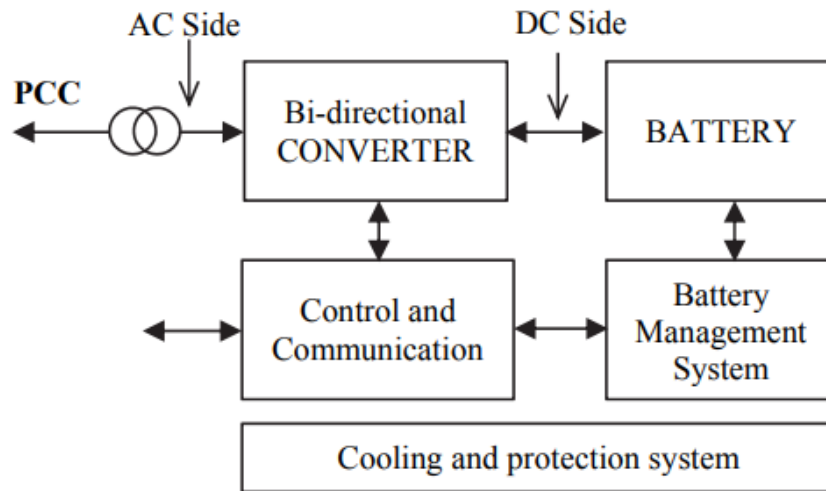 AC Side
DC Side
PCC
Bi-directional
CONVERTER
BATTERY
Control and
Communication
Battery
Management
System
Cooling and protection system